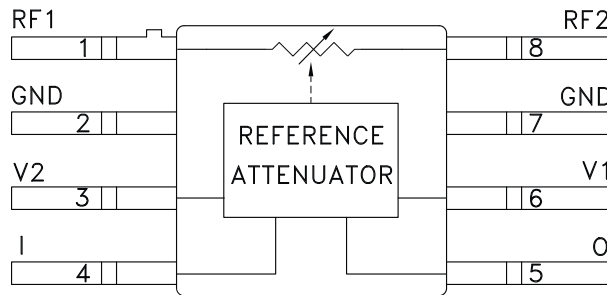 RF1 RF2
1 8
GND GND
2 7
REFERENCE
ATTENUATOR
V2 V1
3 6
I O
4 5